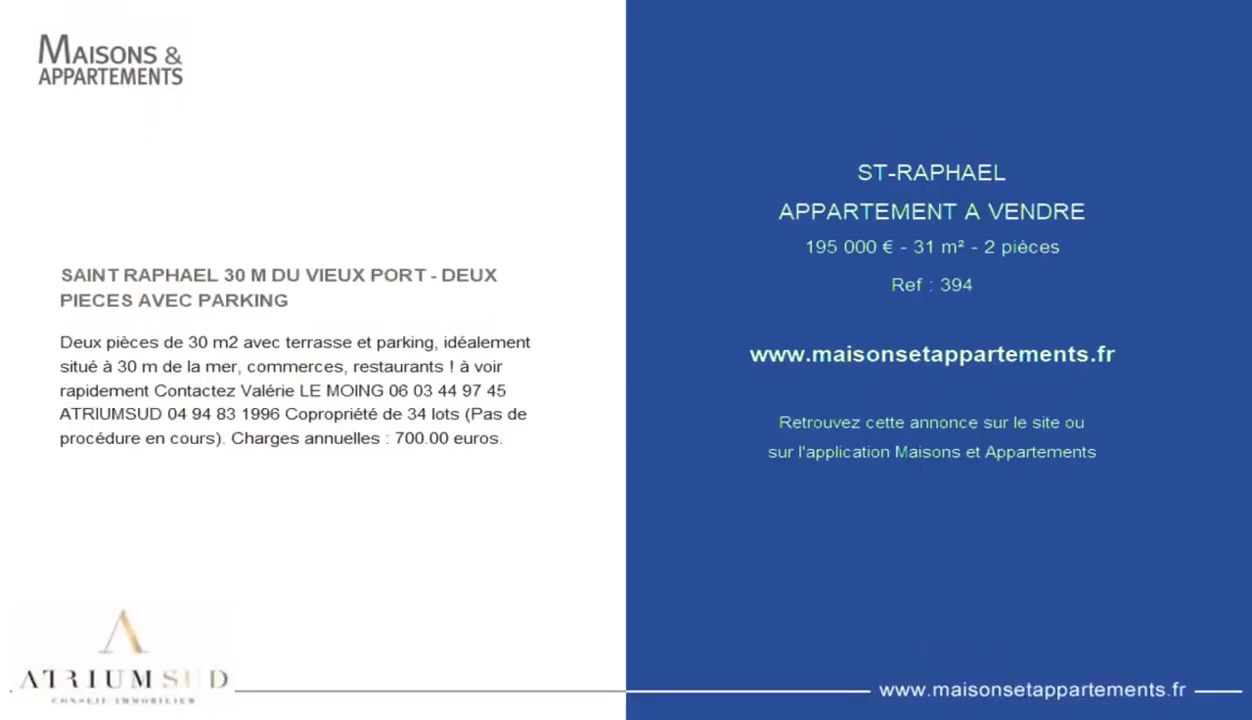 MAISONS &
APPARTEMENTS
SAINT RAPHAEL 30 M DU VIEUX PORT - DEUX
PIECES AVEC PARKING
Deux pièces de 30 m2 avec terrasse et parking, idéalement
situé à 30 m de la mer, commerces, restaurants ! à voir
rapidement Contactez Valérie LE MOING 06 03 44 97 45
ATRIUMSUD 04 94 83 1996 Copropriété de 34 lots (Pas de
procédure en cours). Charges annuelles : 700.00 euros.
ATRIUM SUD
CONSEIL IMMOBILIER
ST-RAPHAEL
APPARTEMENT A VENDRE
195 000 € - 31 m² - 2 pièces
Ref : 394
www.maisonsetappartements.fr
Retrouvez cette annonce sur le site ou
sur l'application Maisons et Appartements
www.maisonsetappartements.fr